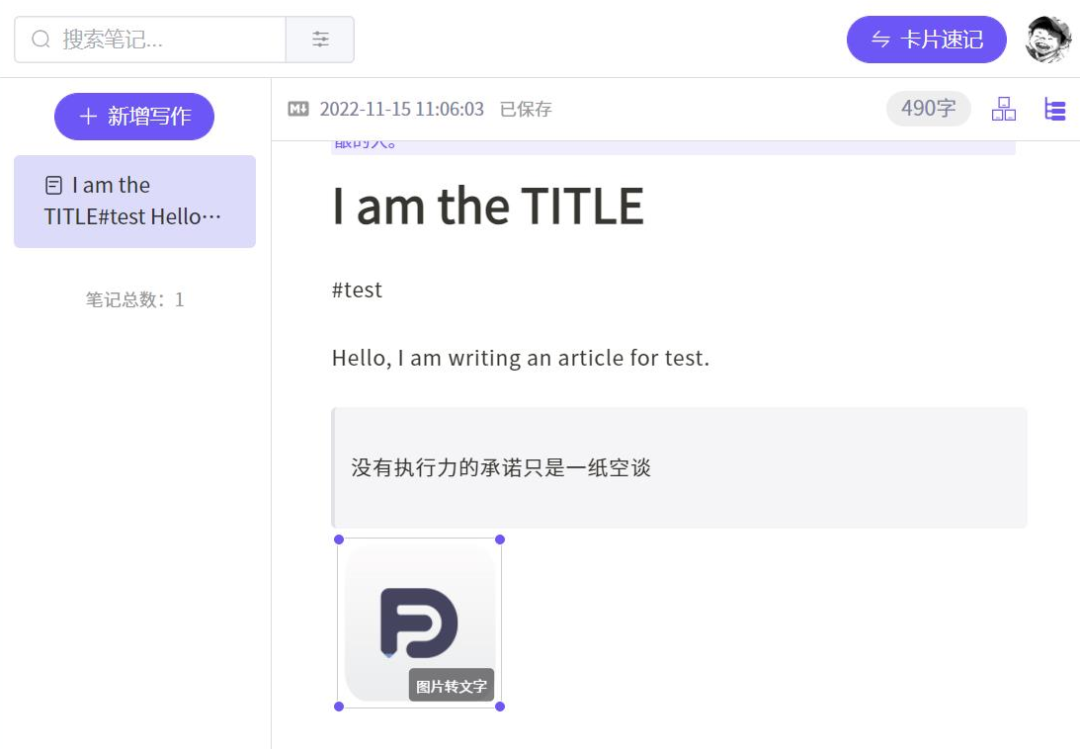 搜索笔记...
卡片速记
新增写作
M 2022-11-15 11:06:03 已保存
490字
I am the
TITLE#test Hello···
笔记总数：1
I am the TITLE
#test
Hello, I am writing an article for test.
没有执行力的承诺只是一纸空谈
图片转文字